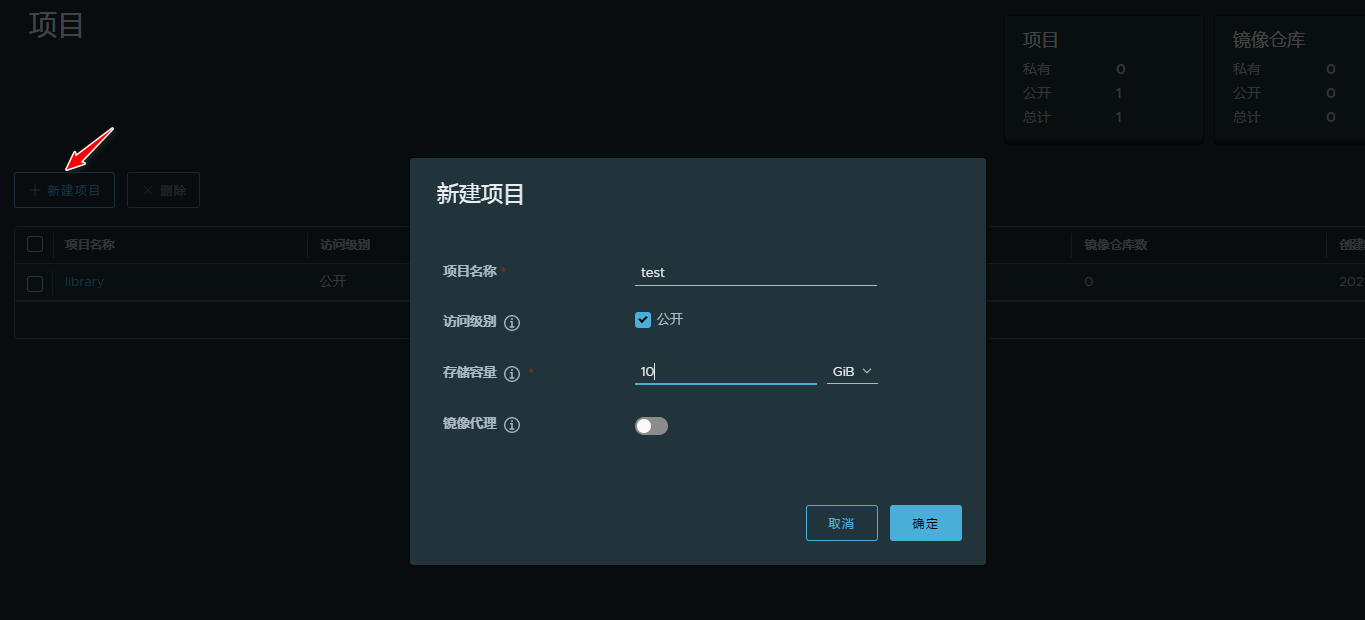 项目
项目
私有 0
公开 1
总计 1
镜像仓库
私有 0
公开 0
总计 0
+ 新建项目
× 删除
项目名称
访问级别
镜像仓库数
创建
library
公开
0
202
新建项目
项目名称 *
test
访问级别
公开
存储容量 *
10
GiB
镜像代理
取消
确定